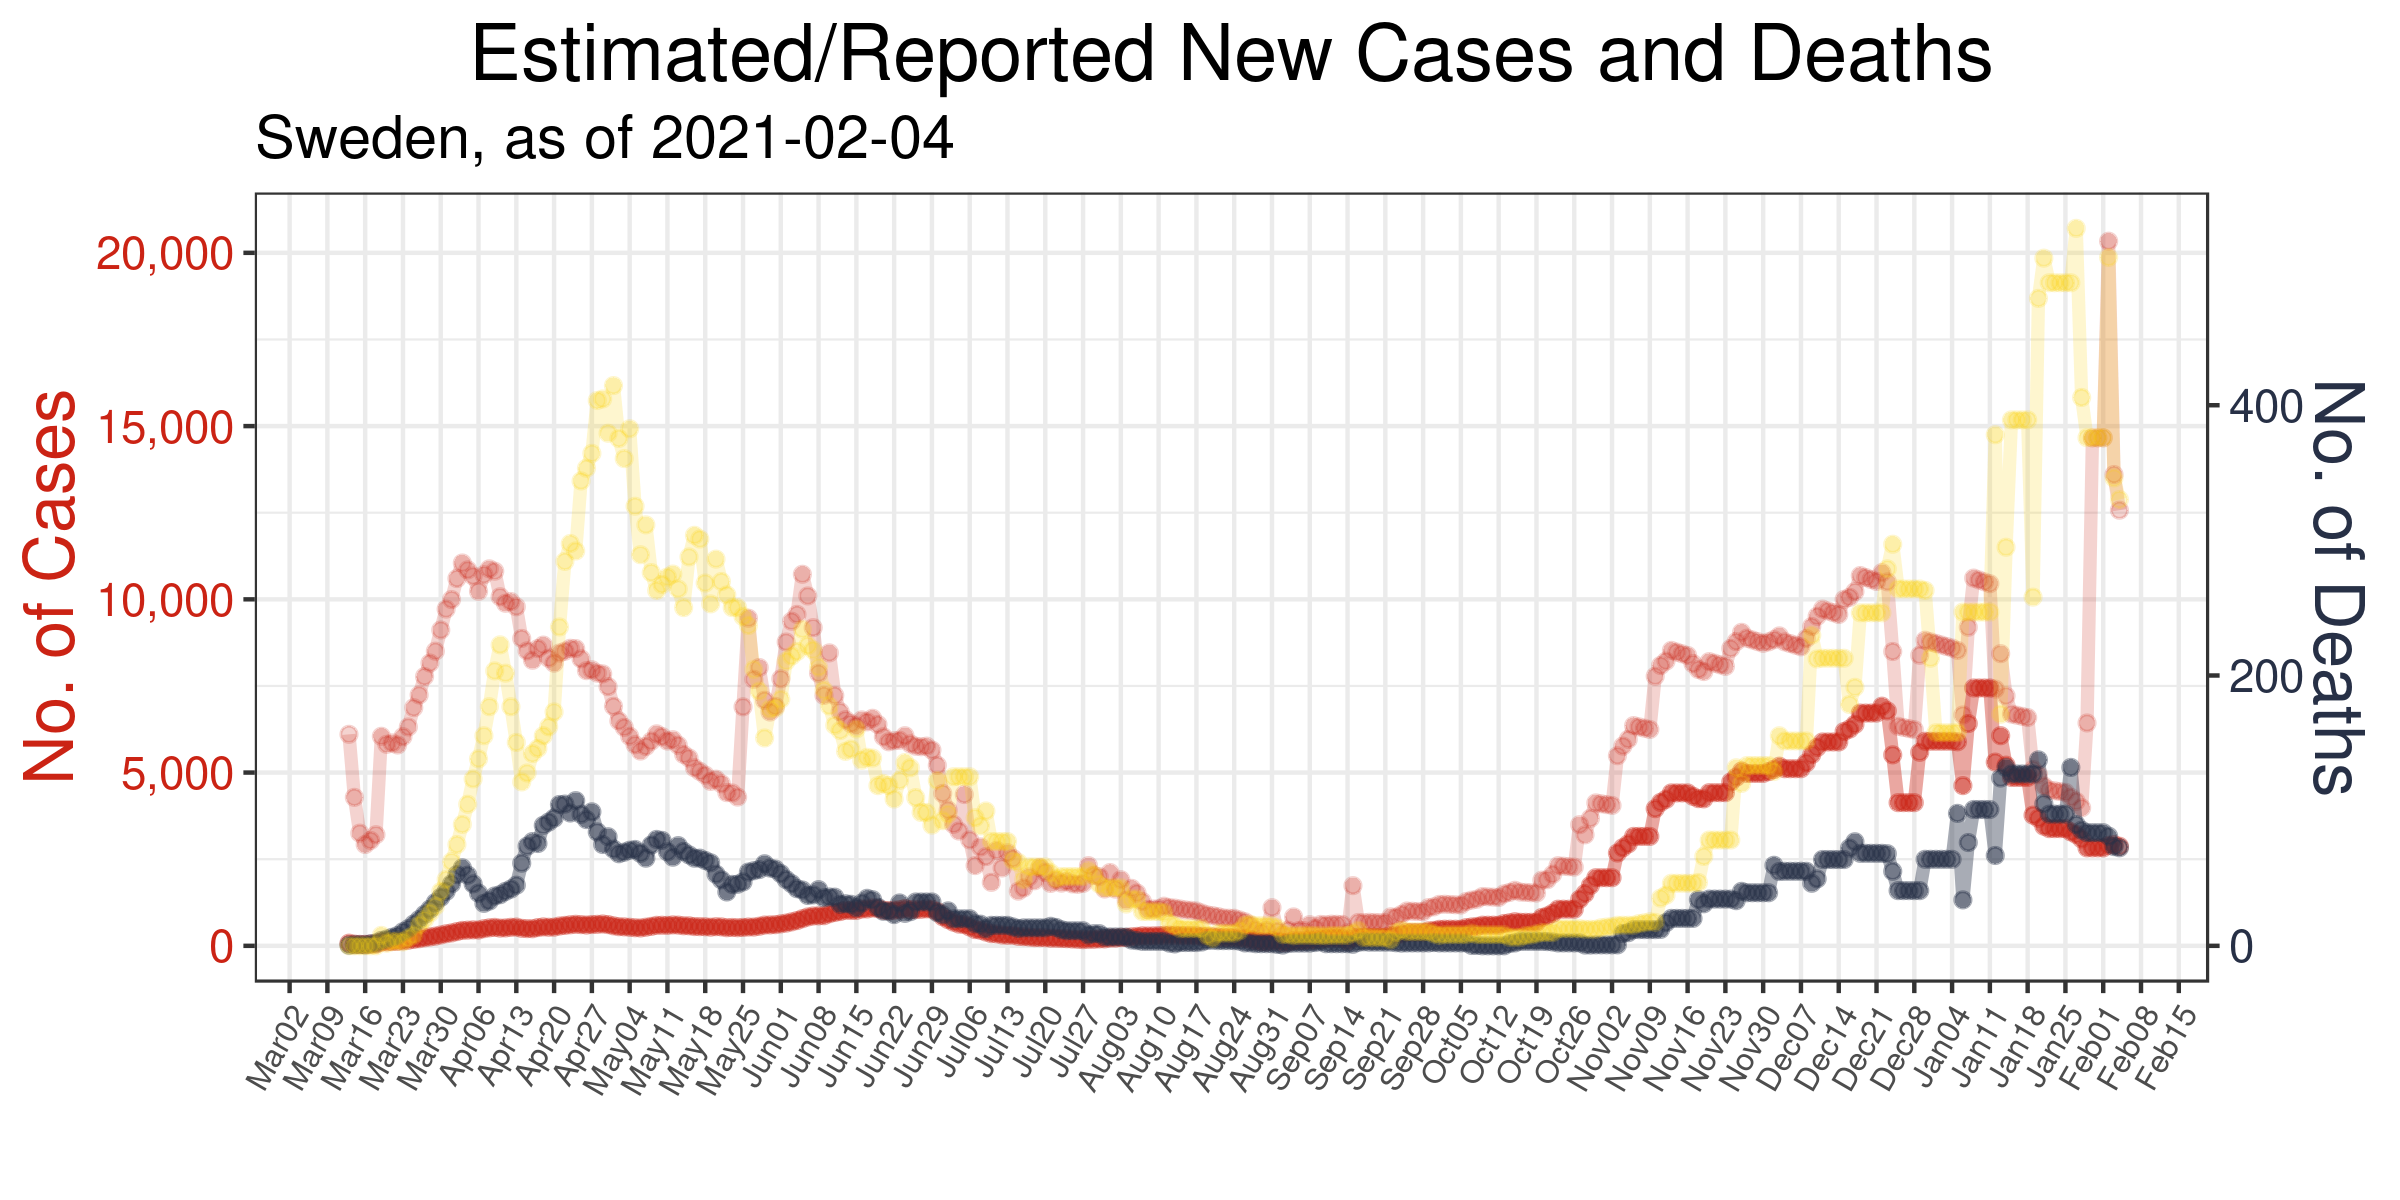 Estimated/Reported New Cases and Deaths
Sweden, as of 2021-02-04
No. of Cases
20,000
15,000
10,000
5,000
0
No. of Deaths
400
200
0
Mar02
Mar09
Mar16
Mar23
Mar30
Apr06
Apr13
Apr20
Apr27
May04
May11
May18
May25
Jun01
Jun08
Jun15
Jun22
Jun29
Jul06
Jul13
Jul20
Jul27
Aug03
Aug10
Aug17
Aug24
Aug31
Sep07
Sep14
Sep21
Sep28
Oct05
Oct12
Oct19
Oct26
Nov02
Nov09
Nov16
Nov23
Nov30
Dec07
Dec14
Dec21
Dec28
Jan04
Jan11
Jan18
Jan25
Feb01
Feb08
Feb15